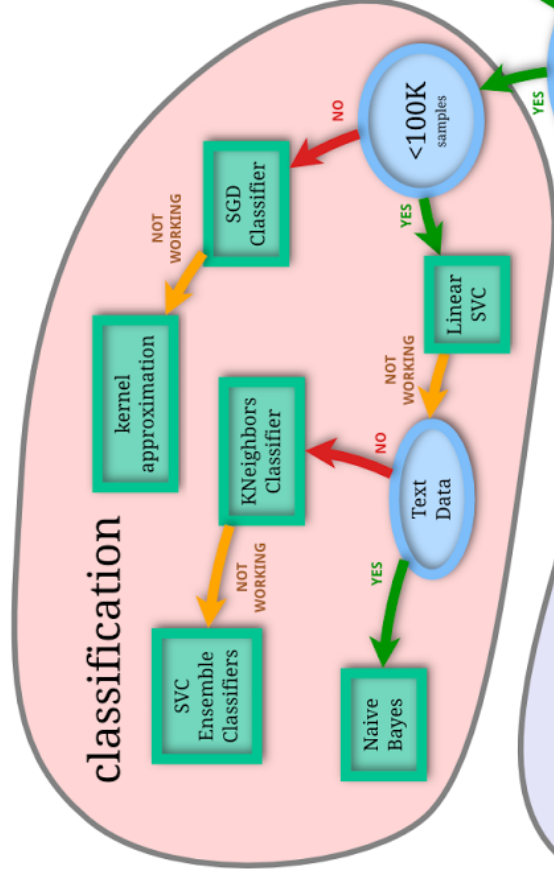 classification
kernel
approximation
NOT
WORKING
SGD
Classifier
NO
<100K
samples
YES
YES
Linear
SVC
NOT
WORKING
Text
Data
NO
KNeighbors
Classifier
NOT
WORKING
SVC
Ensemble
Classifiers
YES
Naive
Bayes